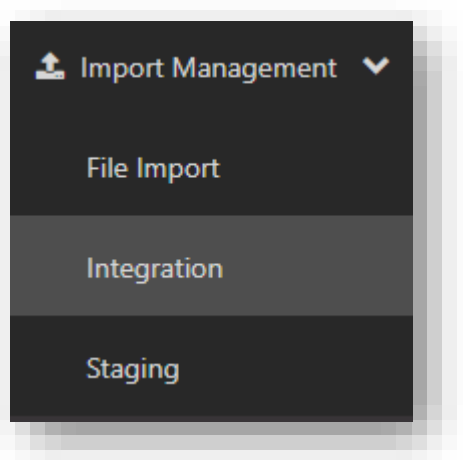 Import Management
File Import
Integration
Staging